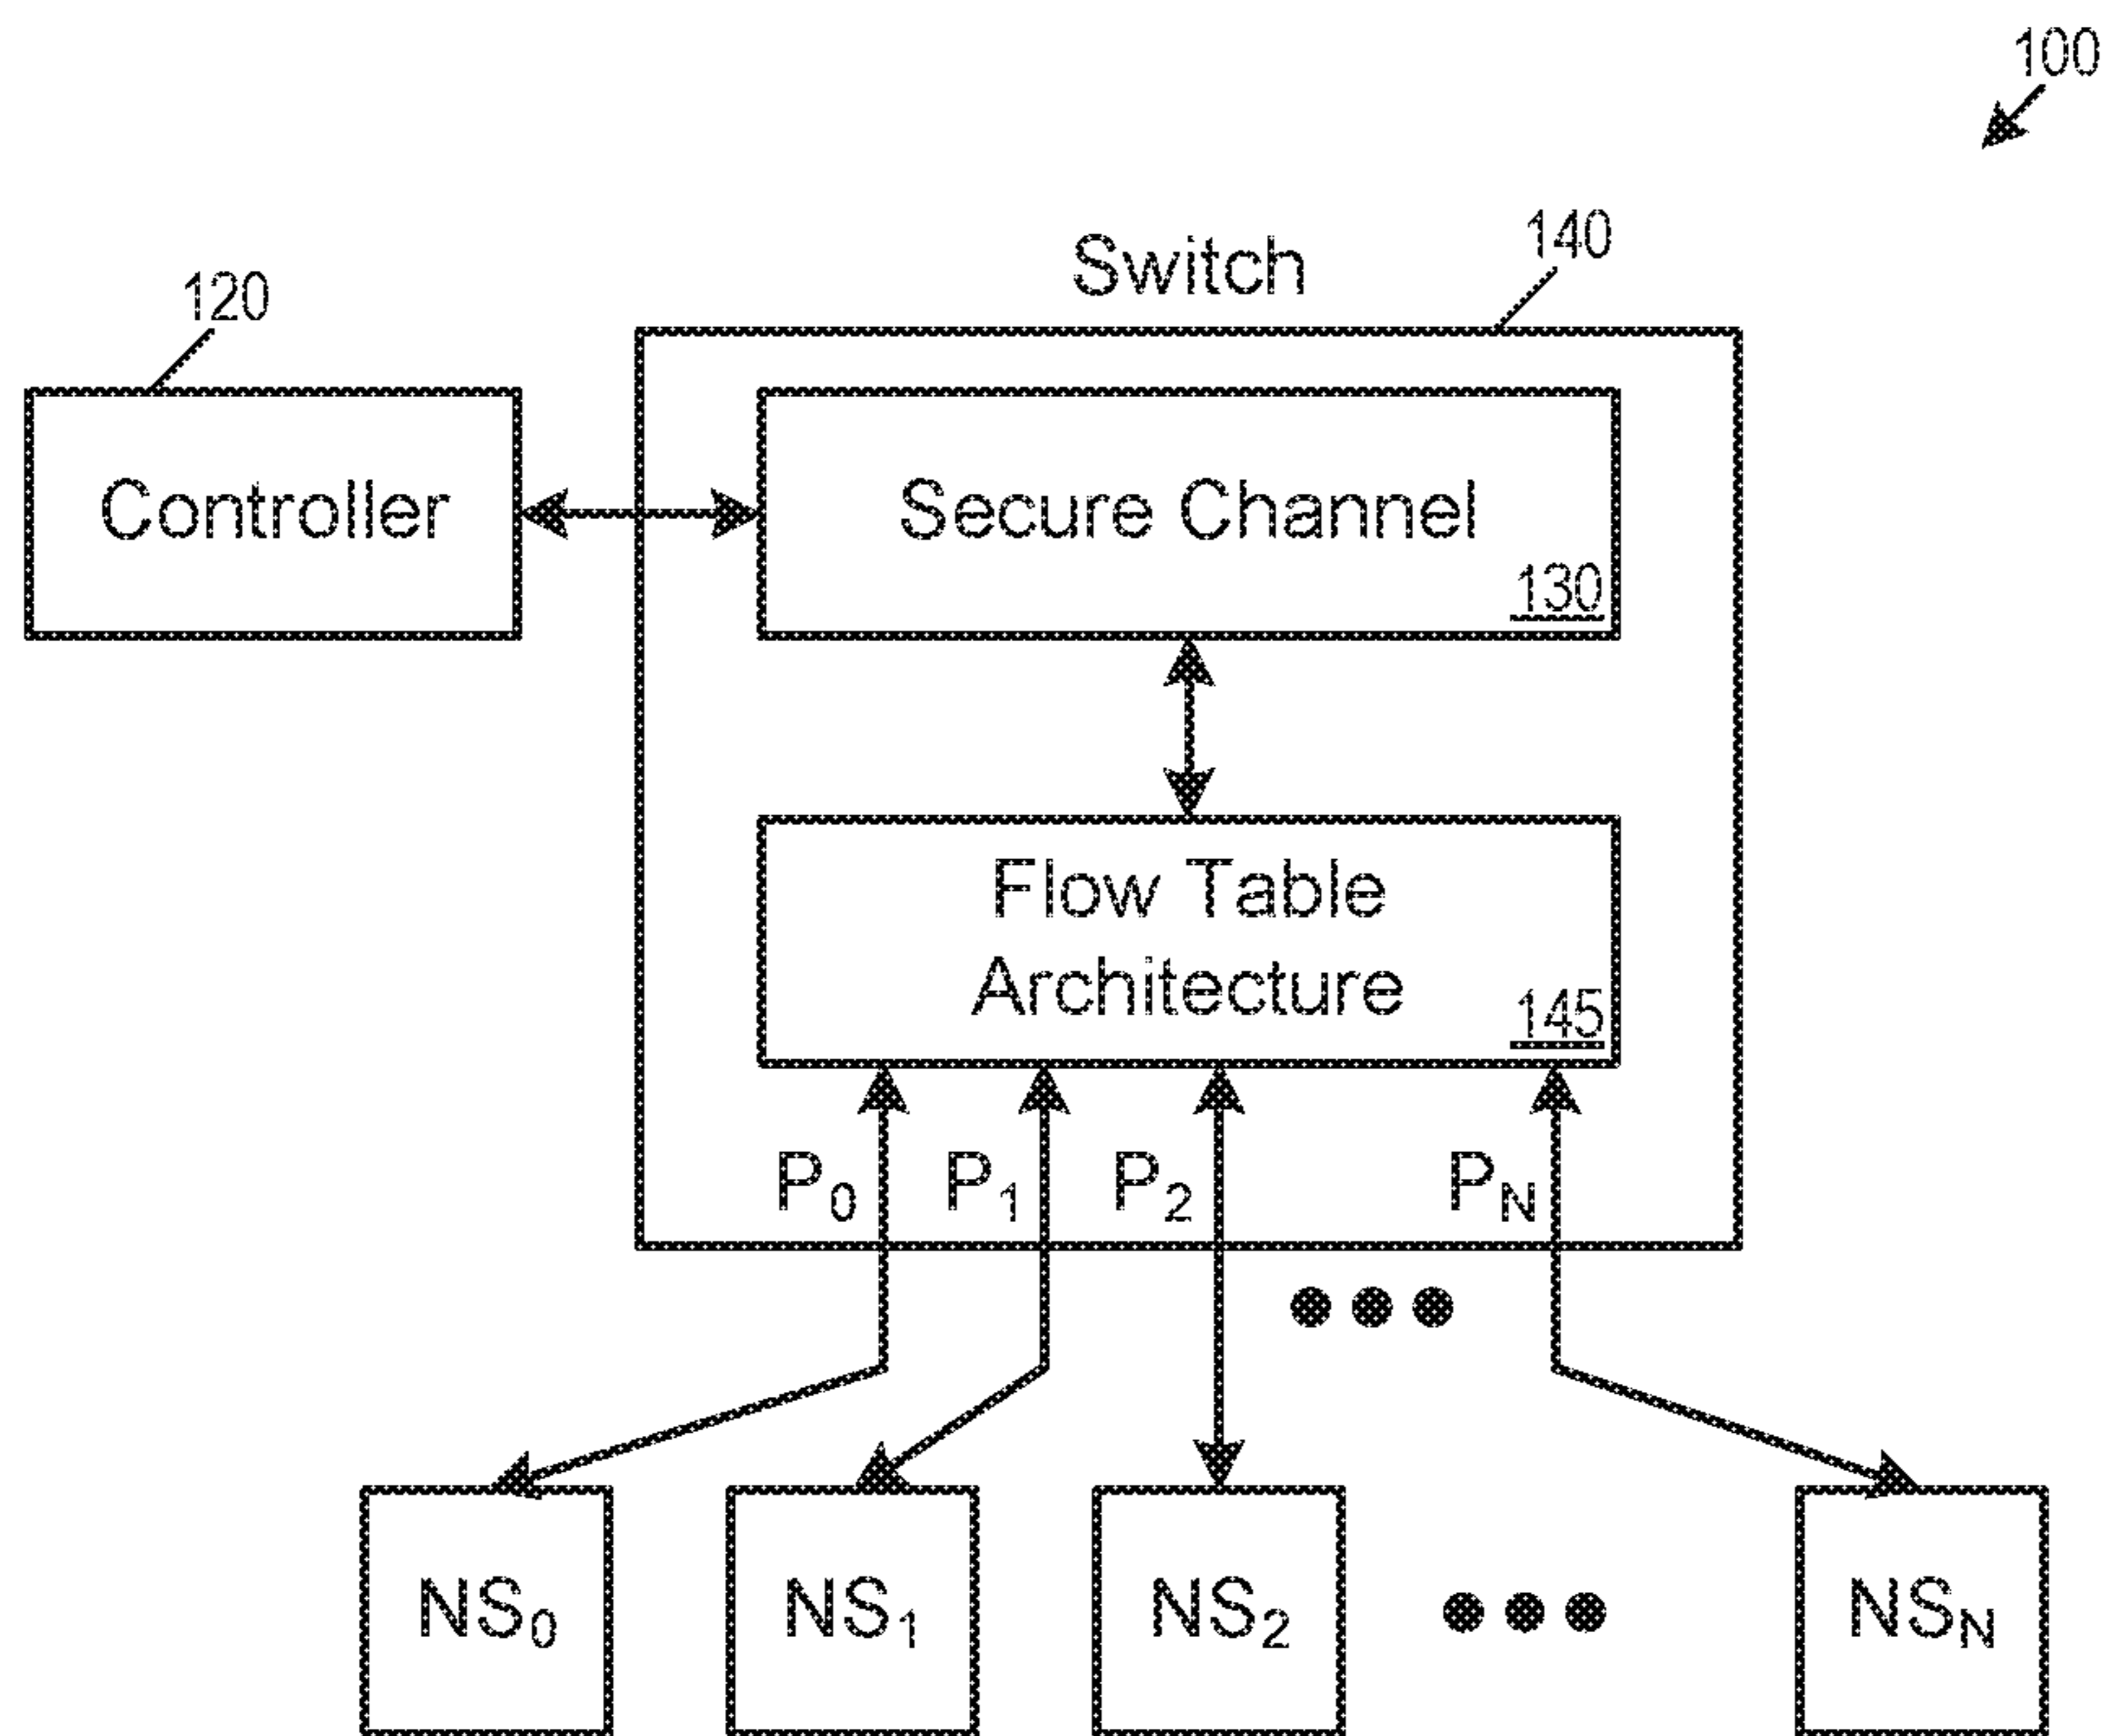 100
Switch
140
120
Controller
Secure Channel
130
Flow Table
Architecture
145
P0 P1 P2 PN
NS0 NS1 NS2 NSN